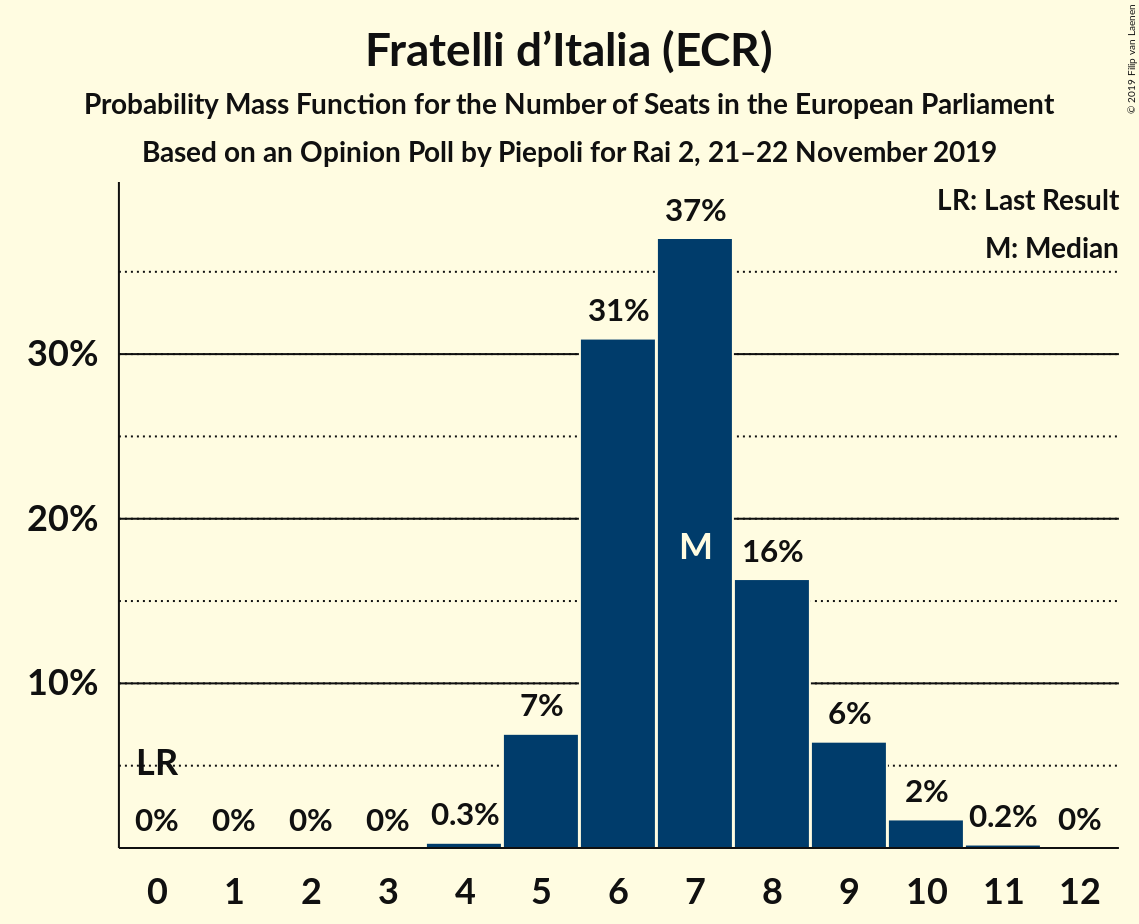 Fratelli d’Italia (ECR)
Probability Mass Function for the Number of Seats in the European Parliament
Based on an Opinion Poll by Piepoli for Rai 2, 21–22 November 2019
© 2019 Filip van Laenen
LR: Last Result
M: Median
37%
31%
30%
20%
M
16%
10%
7%
6%
LR
2%
0% 0% 0% 0% 0.3% 0.2% 0%
0 1 2 3 4 5 6 7 8 9 10 11 12